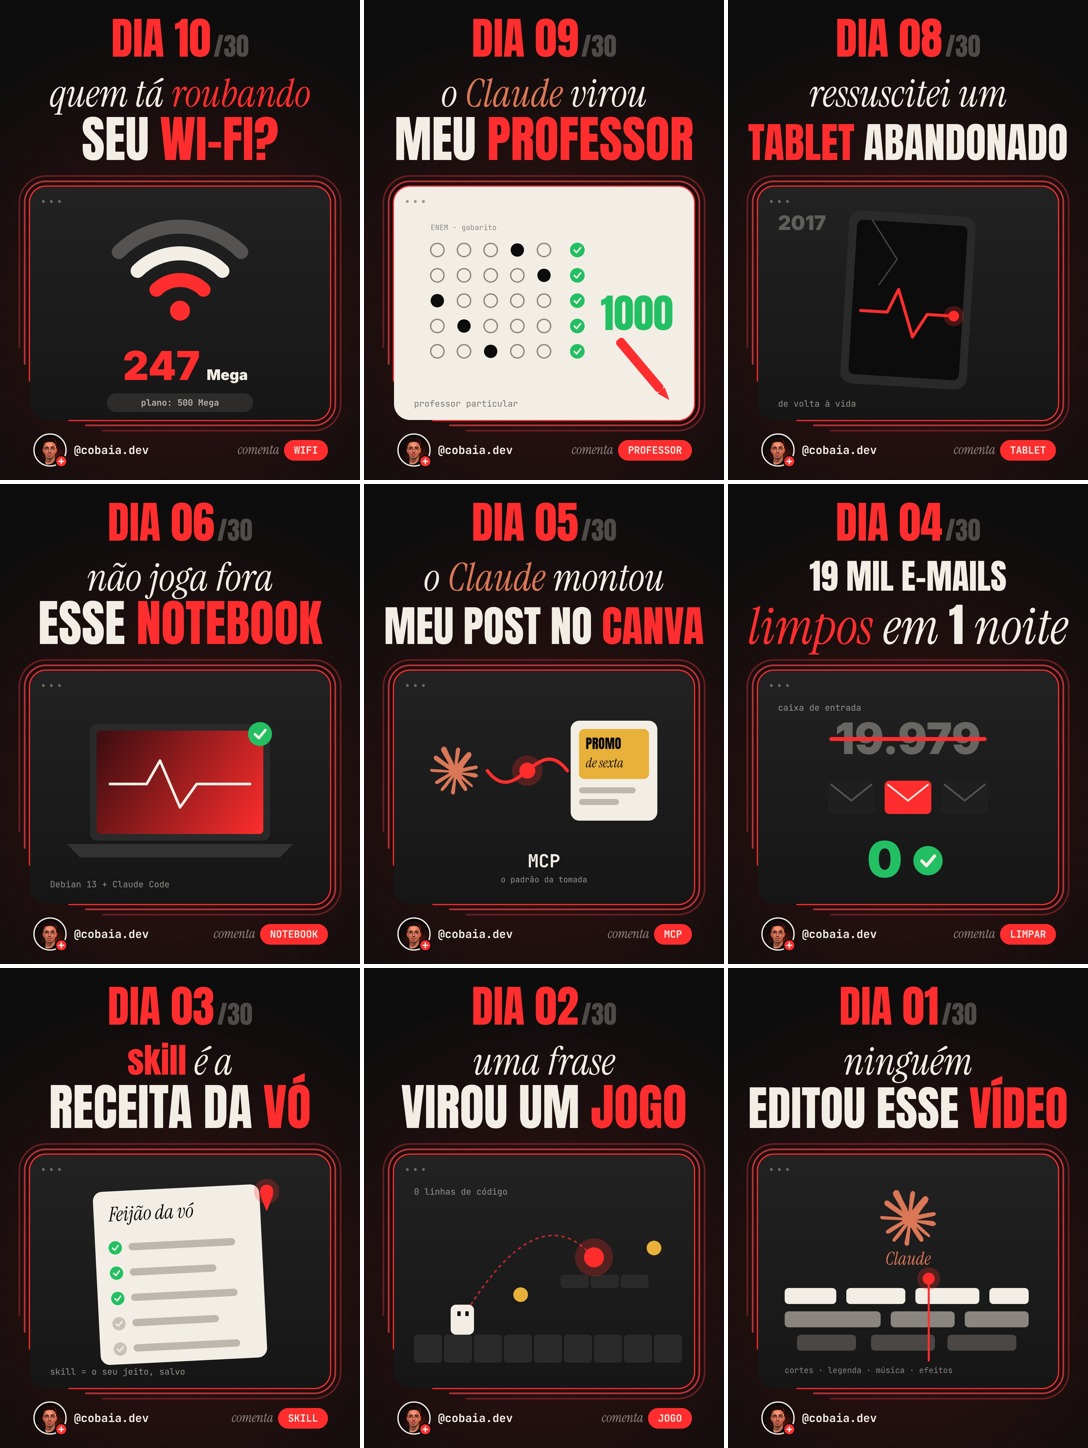 DIA 10/30
quem tá roubando
SEU WI-FI?
247 Mega
plano: 500 Mega
@cobaia.dev
comenta WIFI
DIA 09/30
o Claude virou
MEU PROFESSOR
ENEM · gabarito
1000
professor particular
@cobaia.dev
comenta PROFESSOR
DIA 08/30
ressuscitei um
TABLET ABANDONADO
2017
de volta à vida
@cobaia.dev
comenta TABLET
DIA 06/30
não joga fora
ESSE NOTEBOOK
Debian 13 + Claude Code
@cobaia.dev
comenta NOTEBOOK
DIA 05/30
o Claude montou
MEU POST NO CANVA
PROMO
de sexta
MCP
o padrão da tomada
@cobaia.dev
comenta MCP
DIA 04/30
19 MIL E-MAILS
limpos em 1 noite
caixa de entrada
19.979
0
@cobaia.dev
comenta LIMPAR
DIA 03/30
skill é a
RECEITA DA VÓ
Feijão da vó
skill = o seu jeito, salvo
@cobaia.dev
comenta SKILL
DIA 02/30
uma frase
VIROU UM JOGO
0 linhas de código
@cobaia.dev
comenta JOGO
DIA 01/30
ninguém
EDITOU ESSE VÍDEO
Claude
cortes · legenda · música · efeitos
@cobaia.dev